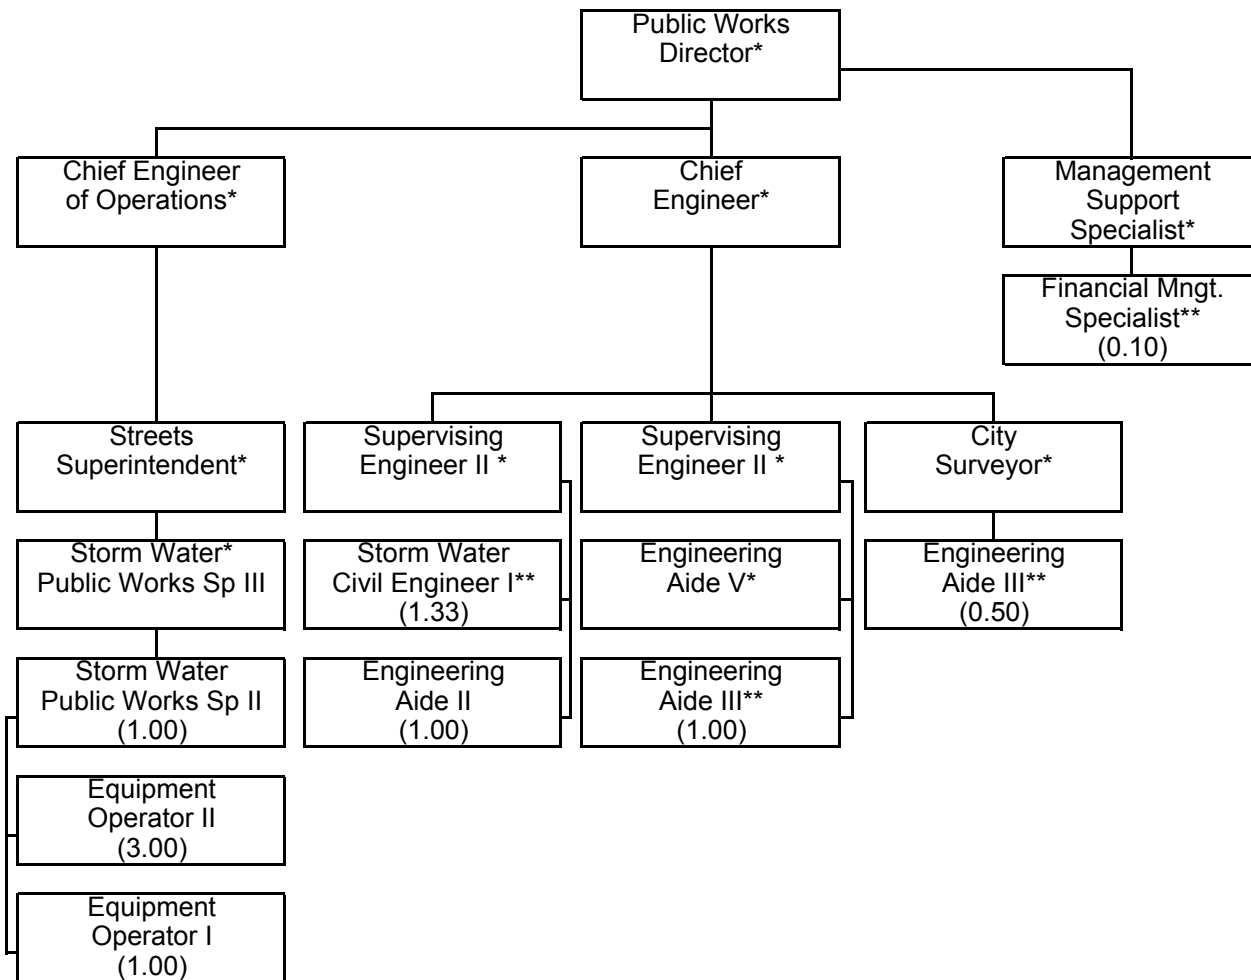 Public Works
Director*
Chief Engineer
of Operations*
Chief
Engineer*
Management
Support
Specialist*
Financial Mngt.
Specialist**
(0.10)
Streets
Superintendent*
Supervising
Engineer II *
Supervising
Engineer II *
City
Surveyor*
Storm Water*
Public Works Sp III
Storm Water
Civil Engineer I**
(1.33)
Engineering
Aide V*
Engineering
Aide III**
(0.50)
Storm Water
Public Works Sp II
(1.00)
Engineering
Aide II
(1.00)
Engineering
Aide III**
(1.00)
Equipment
Operator II
(3.00)
Equipment
Operator I
(1.00)